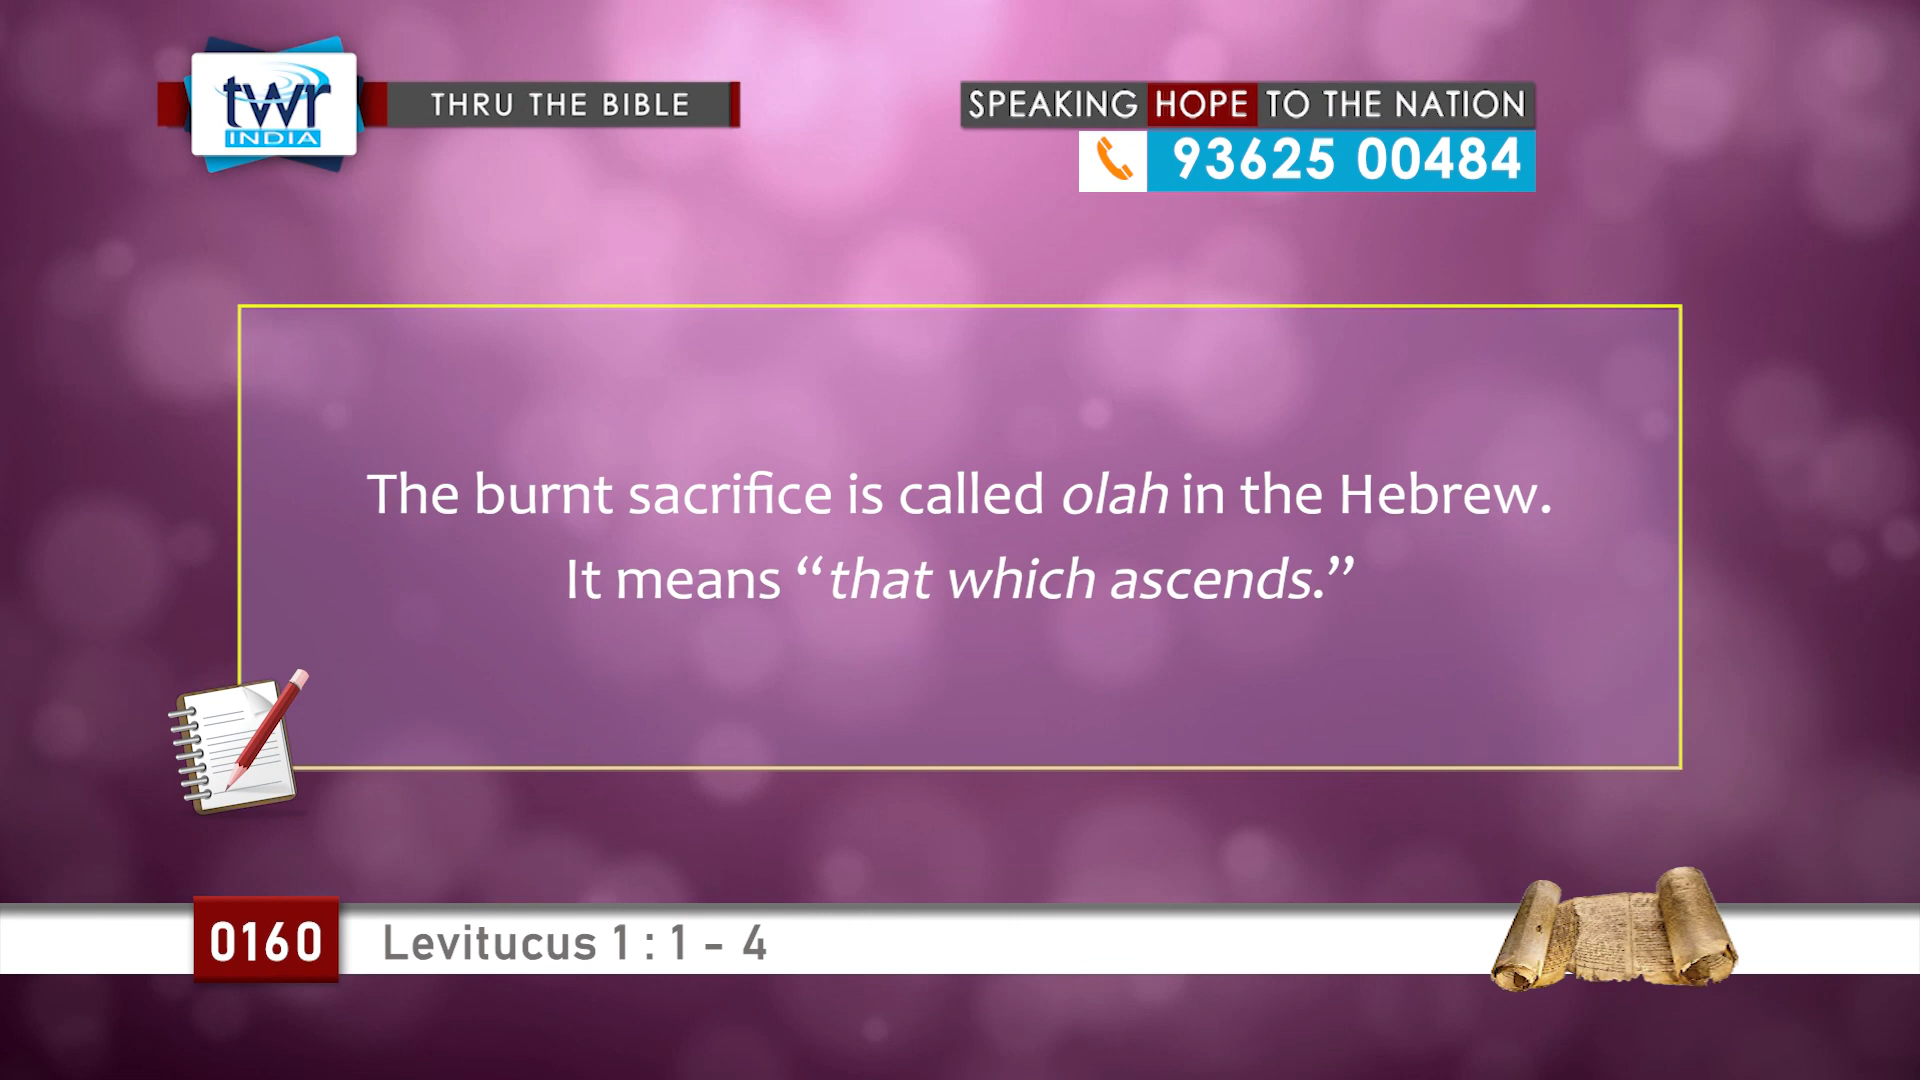 twr
INDIA
THRU THE BIBLE
SPEAKING HOPE TO THE NATION
93625 00484
The burnt sacrifice is called olah in the Hebrew.
It means “that which ascends.”
0160
Levitucus 1 : 1 - 4